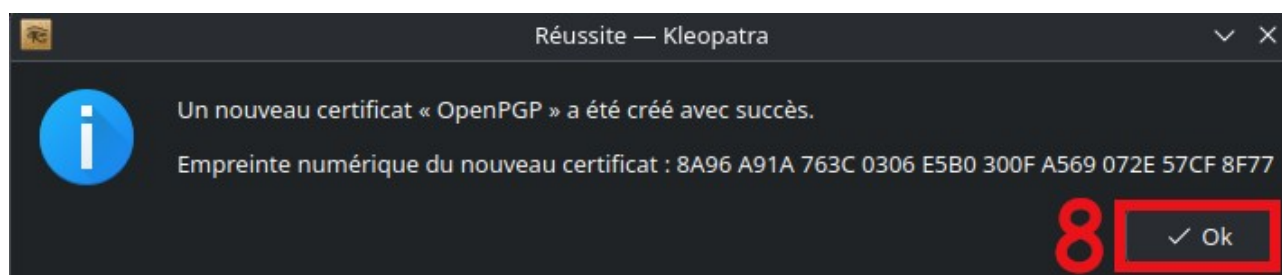 Réussite — Kleopatra
Un nouveau certificat « OpenPGP » a été créé avec succès.
Empreinte numérique du nouveau certificat : 8A96 A91A 763C 0306 E5B0 300F A569 072E 57CF 8F77
8
Ok